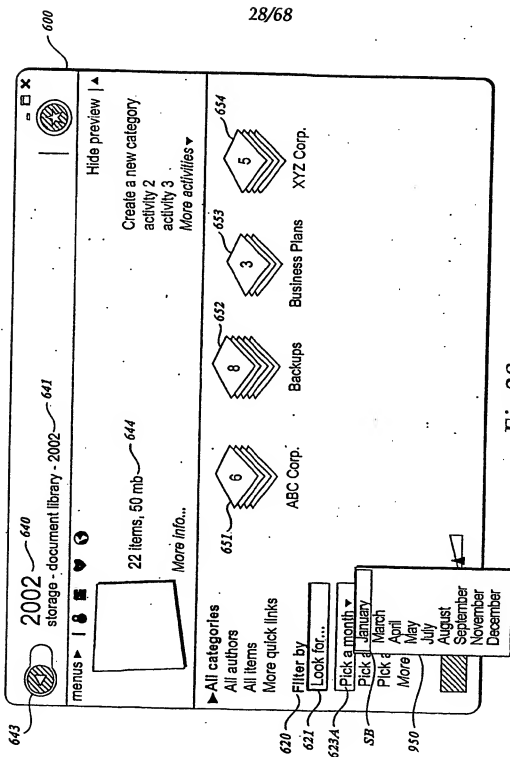 28/68
600
643
2002 640
storage - document library - 2002 641
menus
22 items, 50 mb 644
More info...
Hide preview
Create a new category
activity 2
activity 3
More activities
All categories
All authors
All items
More quick links
620 Filter by
621 Look for....
623A Pick a month
SB
950
January
March
April
May
July
August
September
November
December
Pick a
Pick a
More
651 6
ABC Corp.
652 8
Backups
653 3
Business Plans
654 5
XYZ Corp.